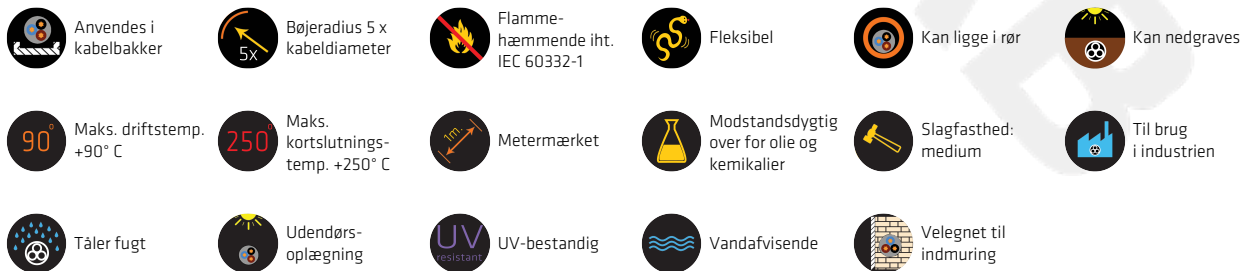 Anvendes i
kabelbakker
5x
Bøjeradius 5 x
kabeldiameter
Flamme-
hæmmende iht.
IEC 60332-1
Fleksibel
Kan ligge i rør
Kan nedgraves
90°
Maks. driftstemp.
+90° C
250°
Maks.
kortslutnings-
temp. +250° C
1m.
Metermærket
Modstandsdygtig
over for olie og
kemikalier
Slagfasthed:
medium
Til brug
i industrien
Tåler fugt
Udendørs-
oplægning
UV
resistant
UV-bestandig
Vandafvisende
Velegnet til
indmuring